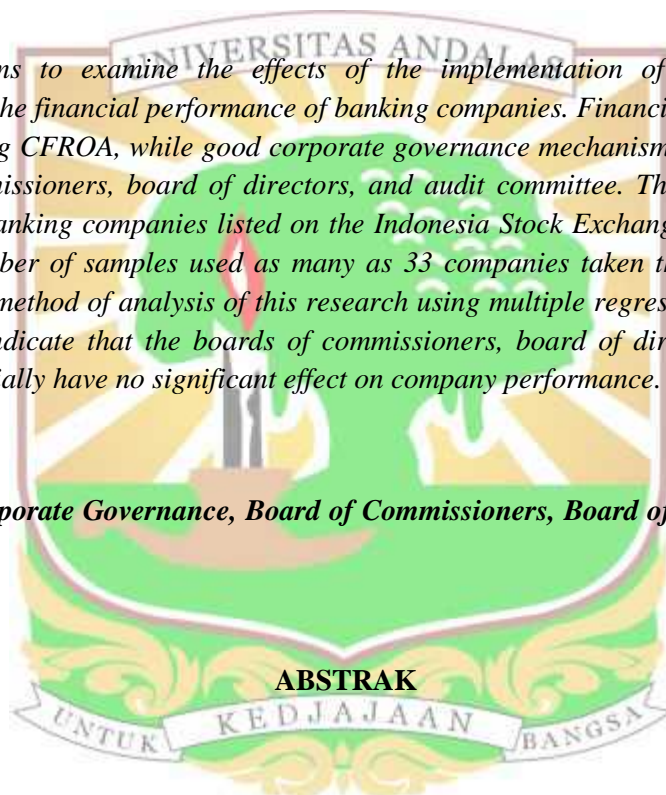 UNIVERSITAS ANDALAS
ms to examine the effects of the implementation of
he financial performance of banking companies. Financi
g CFROA, while good corporate governance mechanism
missioners, board of directors, and audit committee. Th
anking companies listed on the Indonesia Stock Exchang
ber of samples used as many as 33 companies taken th
method of analysis of this research using multiple regres
ndicate that the boards of commissioners, board of dir
ially have no significant effect on company performance.
porate Governance, Board of Commissioners, Board of
ABSTRAK
UNTUK KEDJAJAAN BANGSA